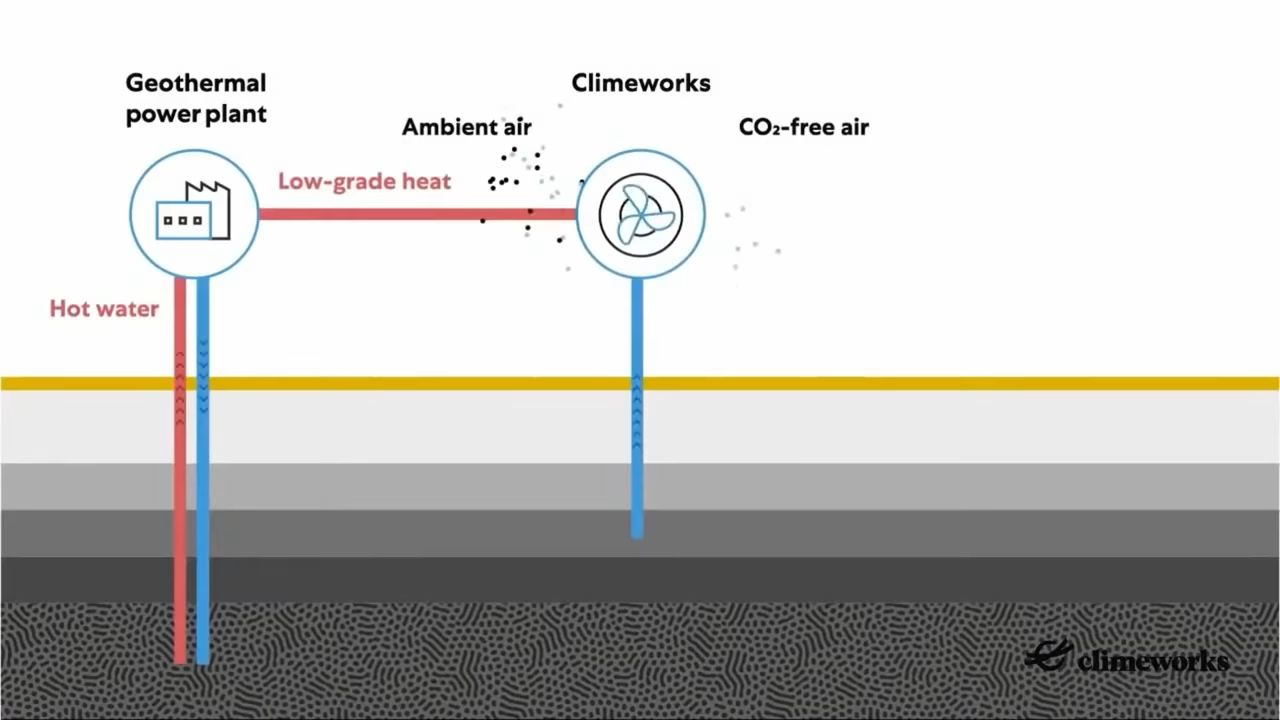 Geothermal
power plant
Climeworks
Ambient air
CO₂-free air
Low-grade heat
Hot water
climeworks